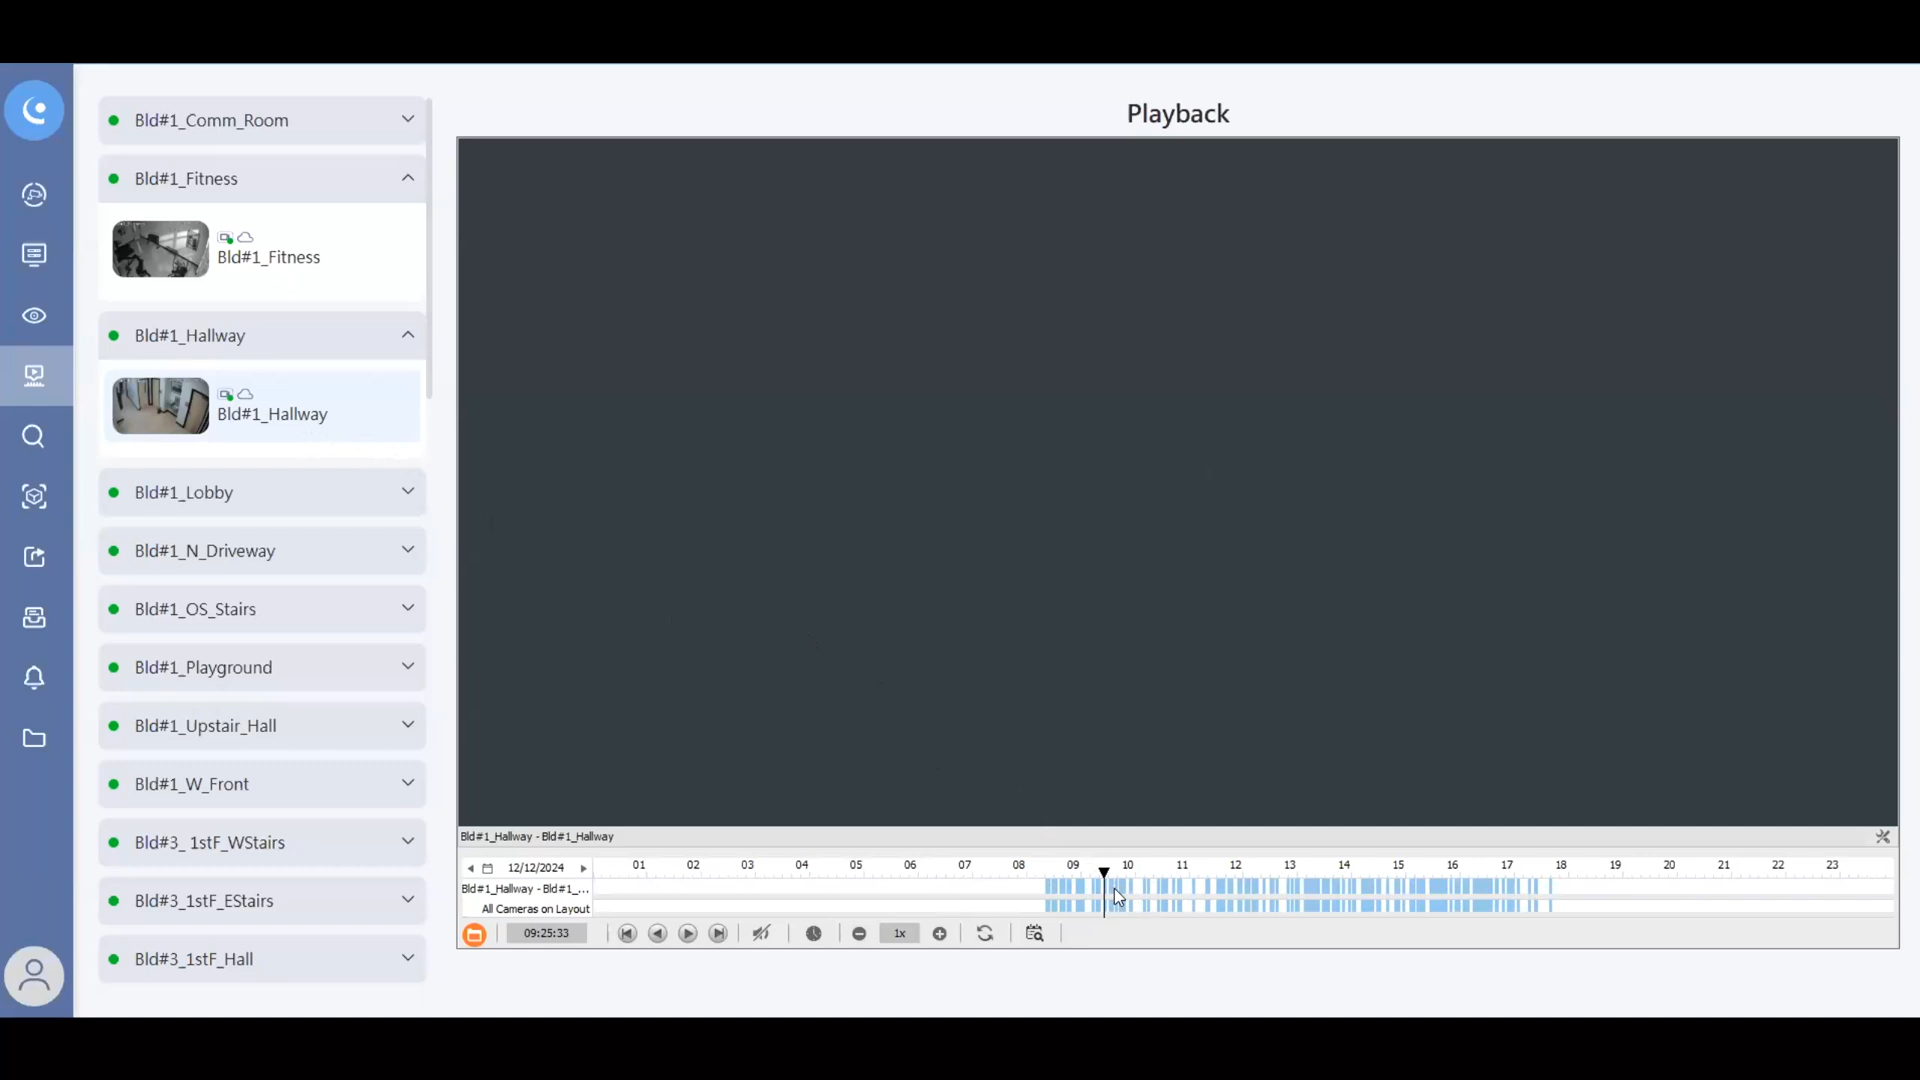 Playback
Bld#1_Comm_Room
Bld#1_Fitness
Bld#1_Fitness
Bld#1_Hallway
Bld#1_Hallway
Bld#1_Lobby
Bld#1_N_Driveway
Bld#1_OS_Stairs
Bld#1_Playground
Bld#1_Upstair_Hall
Bld#1_W_Front
Bld#3_ 1stF_WStairs
Bld#3_1stF_EStairs
Bld#3_1stF_Hall
Bld#1_Hallway - Bld#1_Hallway
12/12/2024 01 02 03 04 05 06 07 08 09 10 11 12 13 14 15 16 17 18 19 20 21 22 23
Bld#1_Hallway - Bld#1_...
All Cameras on Layout
09:25:33 1x